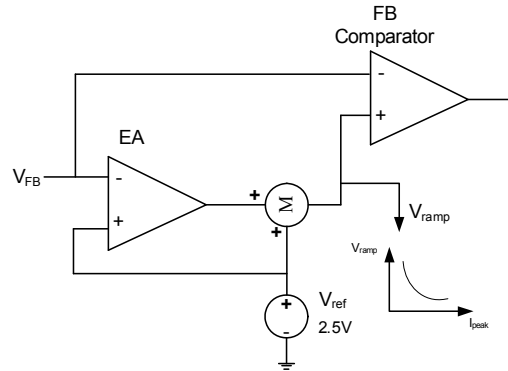 FB
Comparator
-
+
EA
V_FB
-
+
+
M
+
V_ramp
V_ramp
I_peak
+
-
V_ref
2.5V